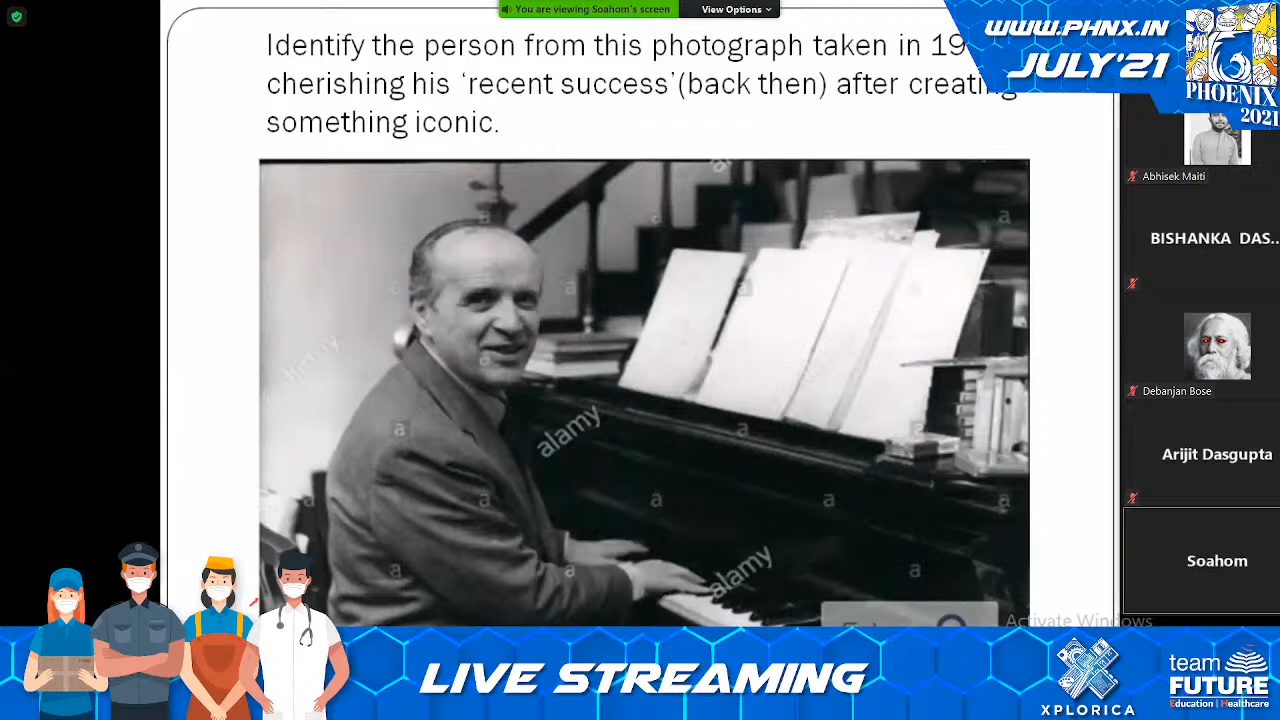 You are viewing Soahom's screen
View Options
WWW.PHNX.IN
JULY'21
PHOENIX
2021
Identify the person from this photograph taken in 19
cherishing his ‘recent success’(back then) after creating
something iconic.
Abhisek Maiti
BISHANKA DAS..
Debanjan Bose
Arijit Dasgupta
Soahom
a
alamy
alamy
alamy
Activate Windows
LIVE STREAMING
XPLORICA
team
FUTURE
Education | Healthcare